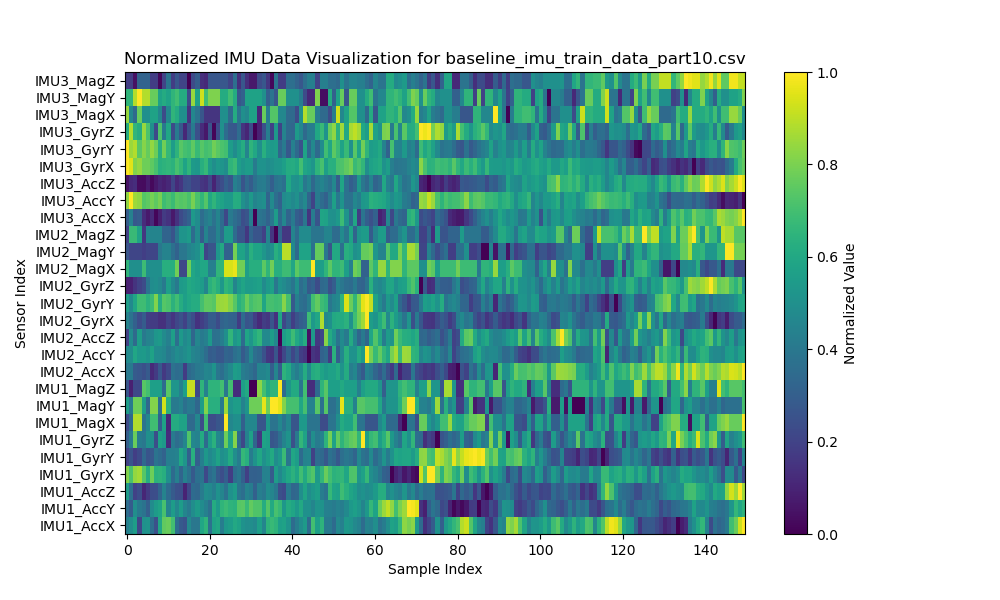 Normalized IMU Data Visualization for baseline_imu_train_data_part10.csv
IMU3_MagZ
IMU3_MagY
IMU3_MagX
IMU3_GyrZ
IMU3_GyrY
IMU3_GyrX
IMU3_AccZ
IMU3_AccY
IMU3_AccX
IMU2_MagZ
IMU2_MagY
IMU2_MagX
IMU2_GyrZ
IMU2_GyrY
IMU2_GyrX
IMU2_AccZ
IMU2_AccY
IMU2_AccX
IMU1_MagZ
IMU1_MagY
IMU1_MagX
IMU1_GyrZ
IMU1_GyrY
IMU1_GyrX
IMU1_AccZ
IMU1_AccY
IMU1_AccX
Sensor Index
0 20 40 60 80 100 120 140
Sample Index
1.0
0.8
0.6
0.4
0.2
0.0
Normalized Value